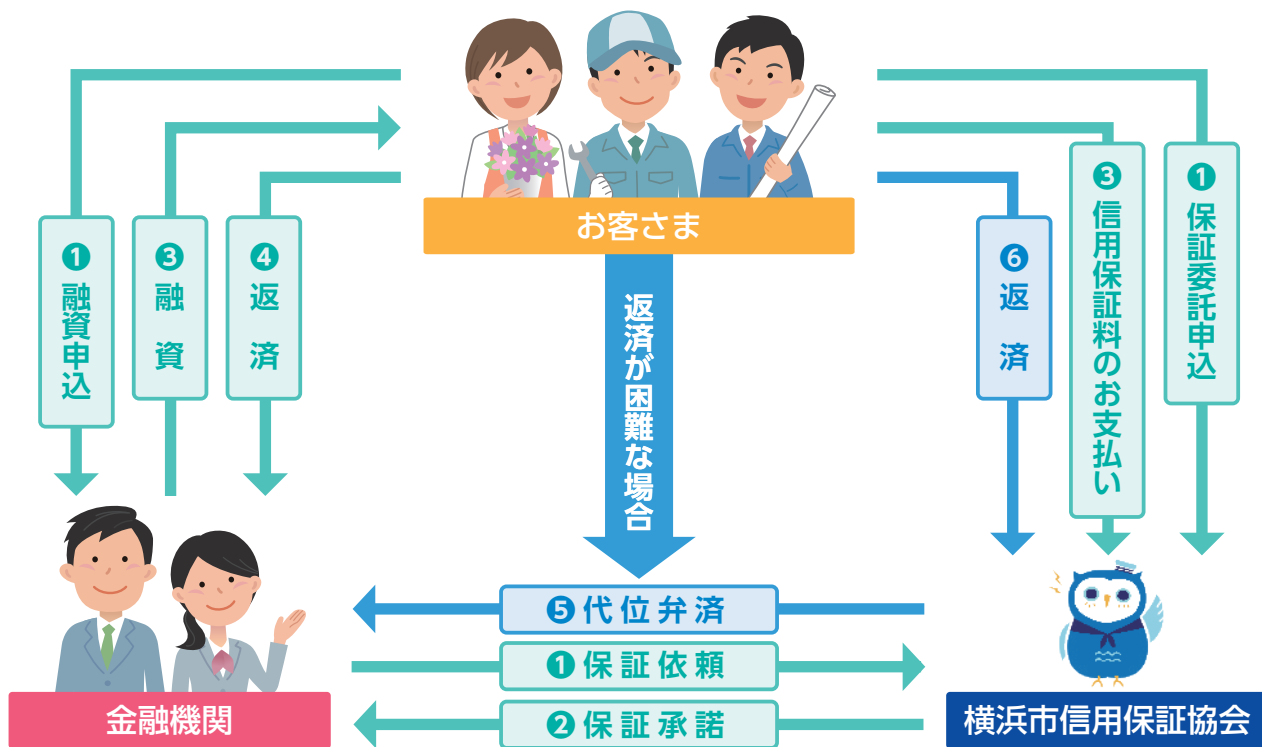 お客さま
❶融資申込
❸融資
❹返済
返済が困難な場合
❻返済
❸信用保証料のお支払い
❶保証委託申込
❺代位弁済
❶保証依頼
❷保証承諾
金融機関
横浜市信用保証協会